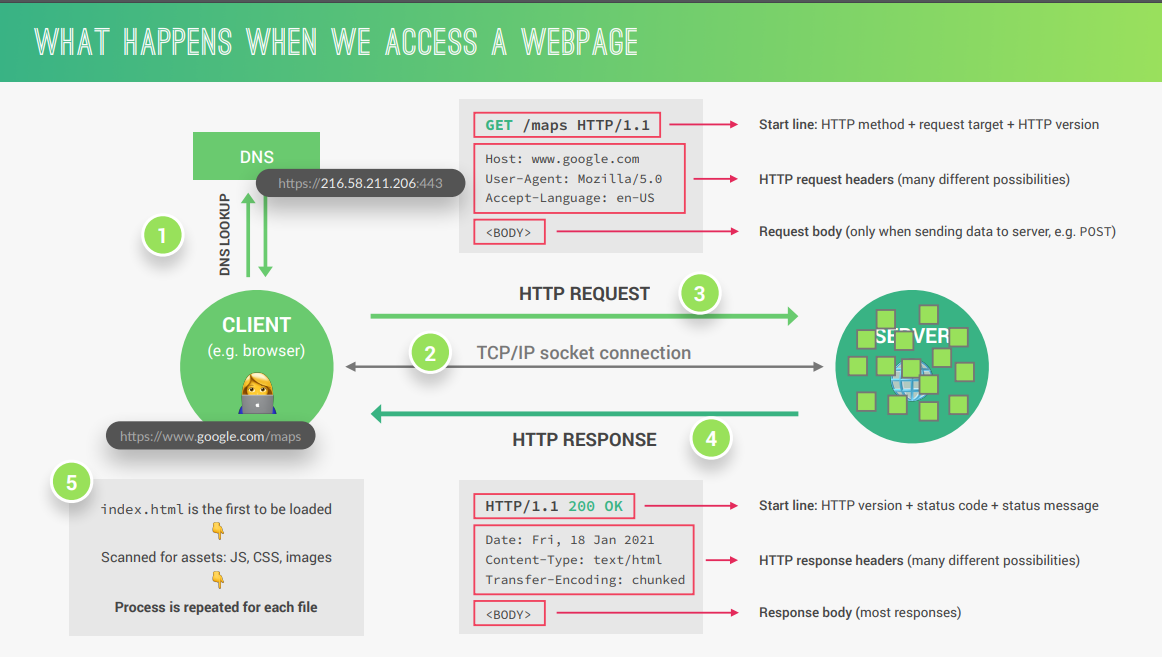 WHAT HAPPENS WHEN WE ACCESS A WEBPAGE
DNS
https://216.58.211.206:443
DNS LOOKUP
1
CLIENT
(e.g. browser)
https://www.google.com/maps
GET /maps HTTP/1.1
Start line: HTTP method + request target + HTTP version
Host: www.google.com
User-Agent: Mozilla/5.0
Accept-Language: en-US
HTTP request headers (many different possibilities)
<BODY>
Request body (only when sending data to server, e.g. POST)
HTTP REQUEST
3
2
TCP/IP socket connection
SERVER
HTTP RESPONSE
4
5
index.html is the first to be loaded
Scanned for assets: JS, CSS, images
Process is repeated for each file
HTTP/1.1 200 OK
Start line: HTTP version + status code + status message
Date: Fri, 18 Jan 2021
Content-Type: text/html
Transfer-Encoding: chunked
HTTP response headers (many different possibilities)
<BODY>
Response body (most responses)